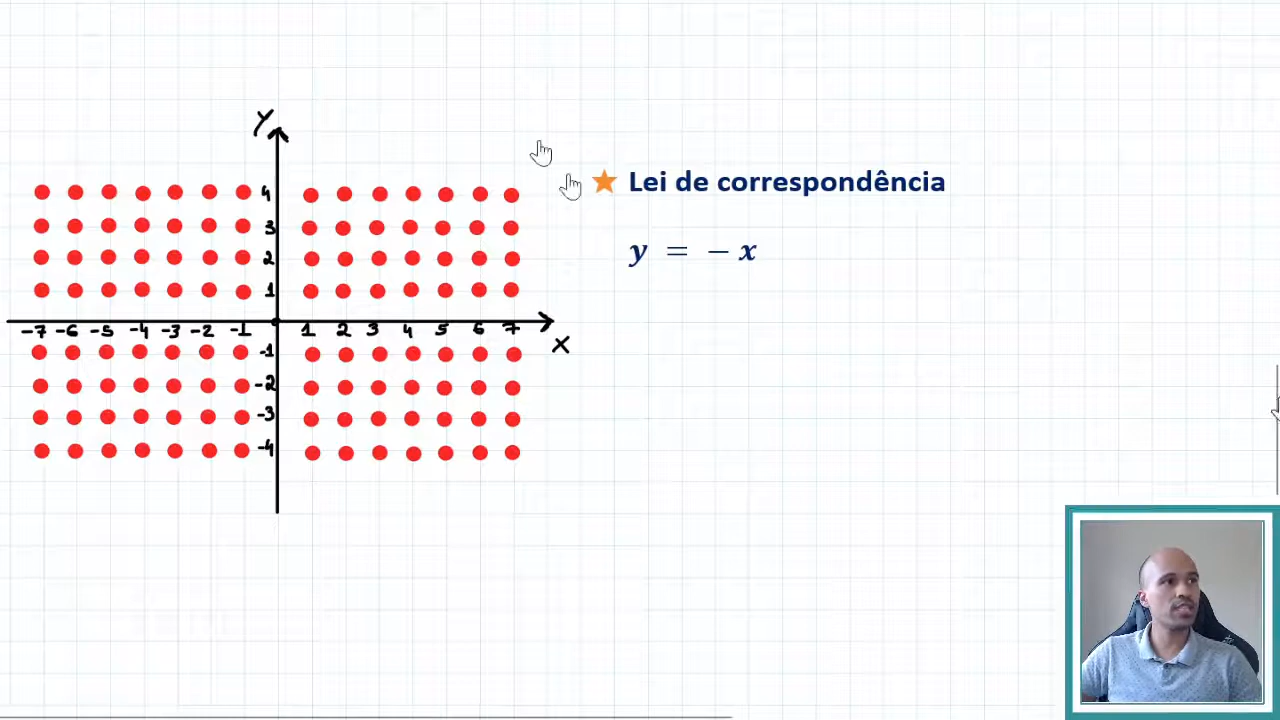 Y
4
3
2
1
-7 -6 -5 -4 -3 -2 -1 1 2 3 4 5 6 7
X
-1
-2
-3
-4
Lei de correspondência
y = − x